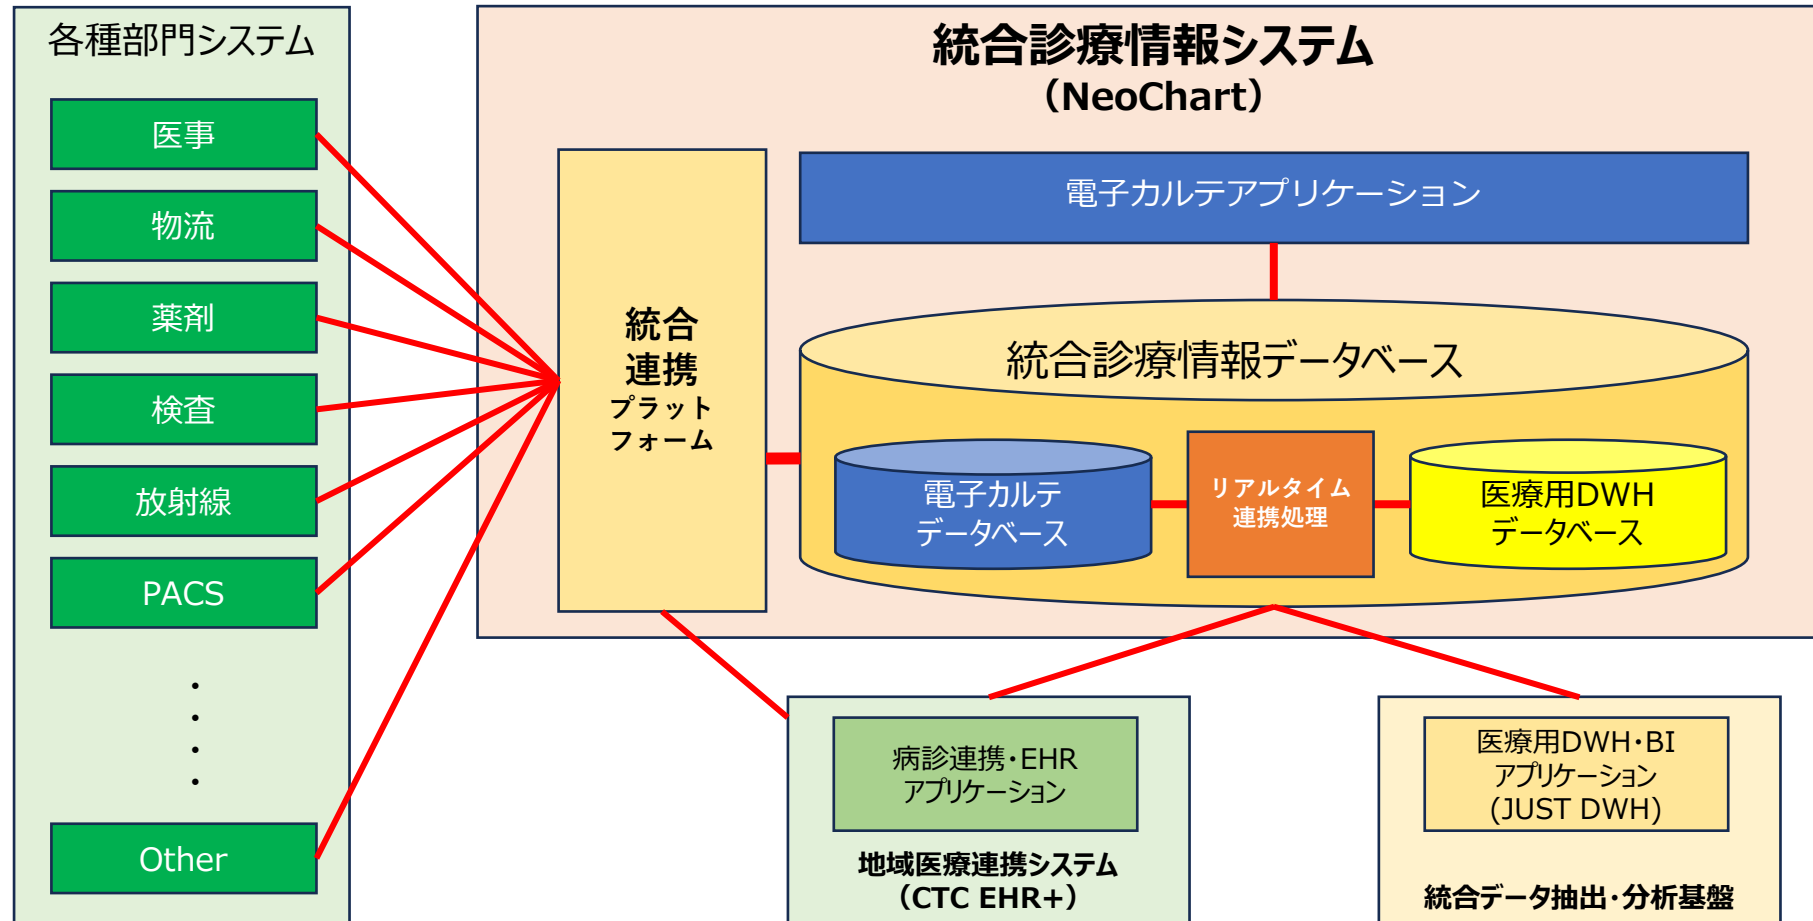 各種部門システム
医事
物流
薬剤
検査
放射線
PACS
・
・
・
・
Other
統合診療情報システム
（NeoChart）
統合
連携
プラット
フォーム
電子カルテアプリケーション
統合診療情報データベース
電子カルテ
データベース
リアルタイム
連携処理
医療用DWH
データベース
病診連携・EHR
アプリケーション
地域医療連携システム
（CTC EHR+）
医療用DWH・BI
アプリケーション
(JUST DWH)
統合データ抽出・分析基盤